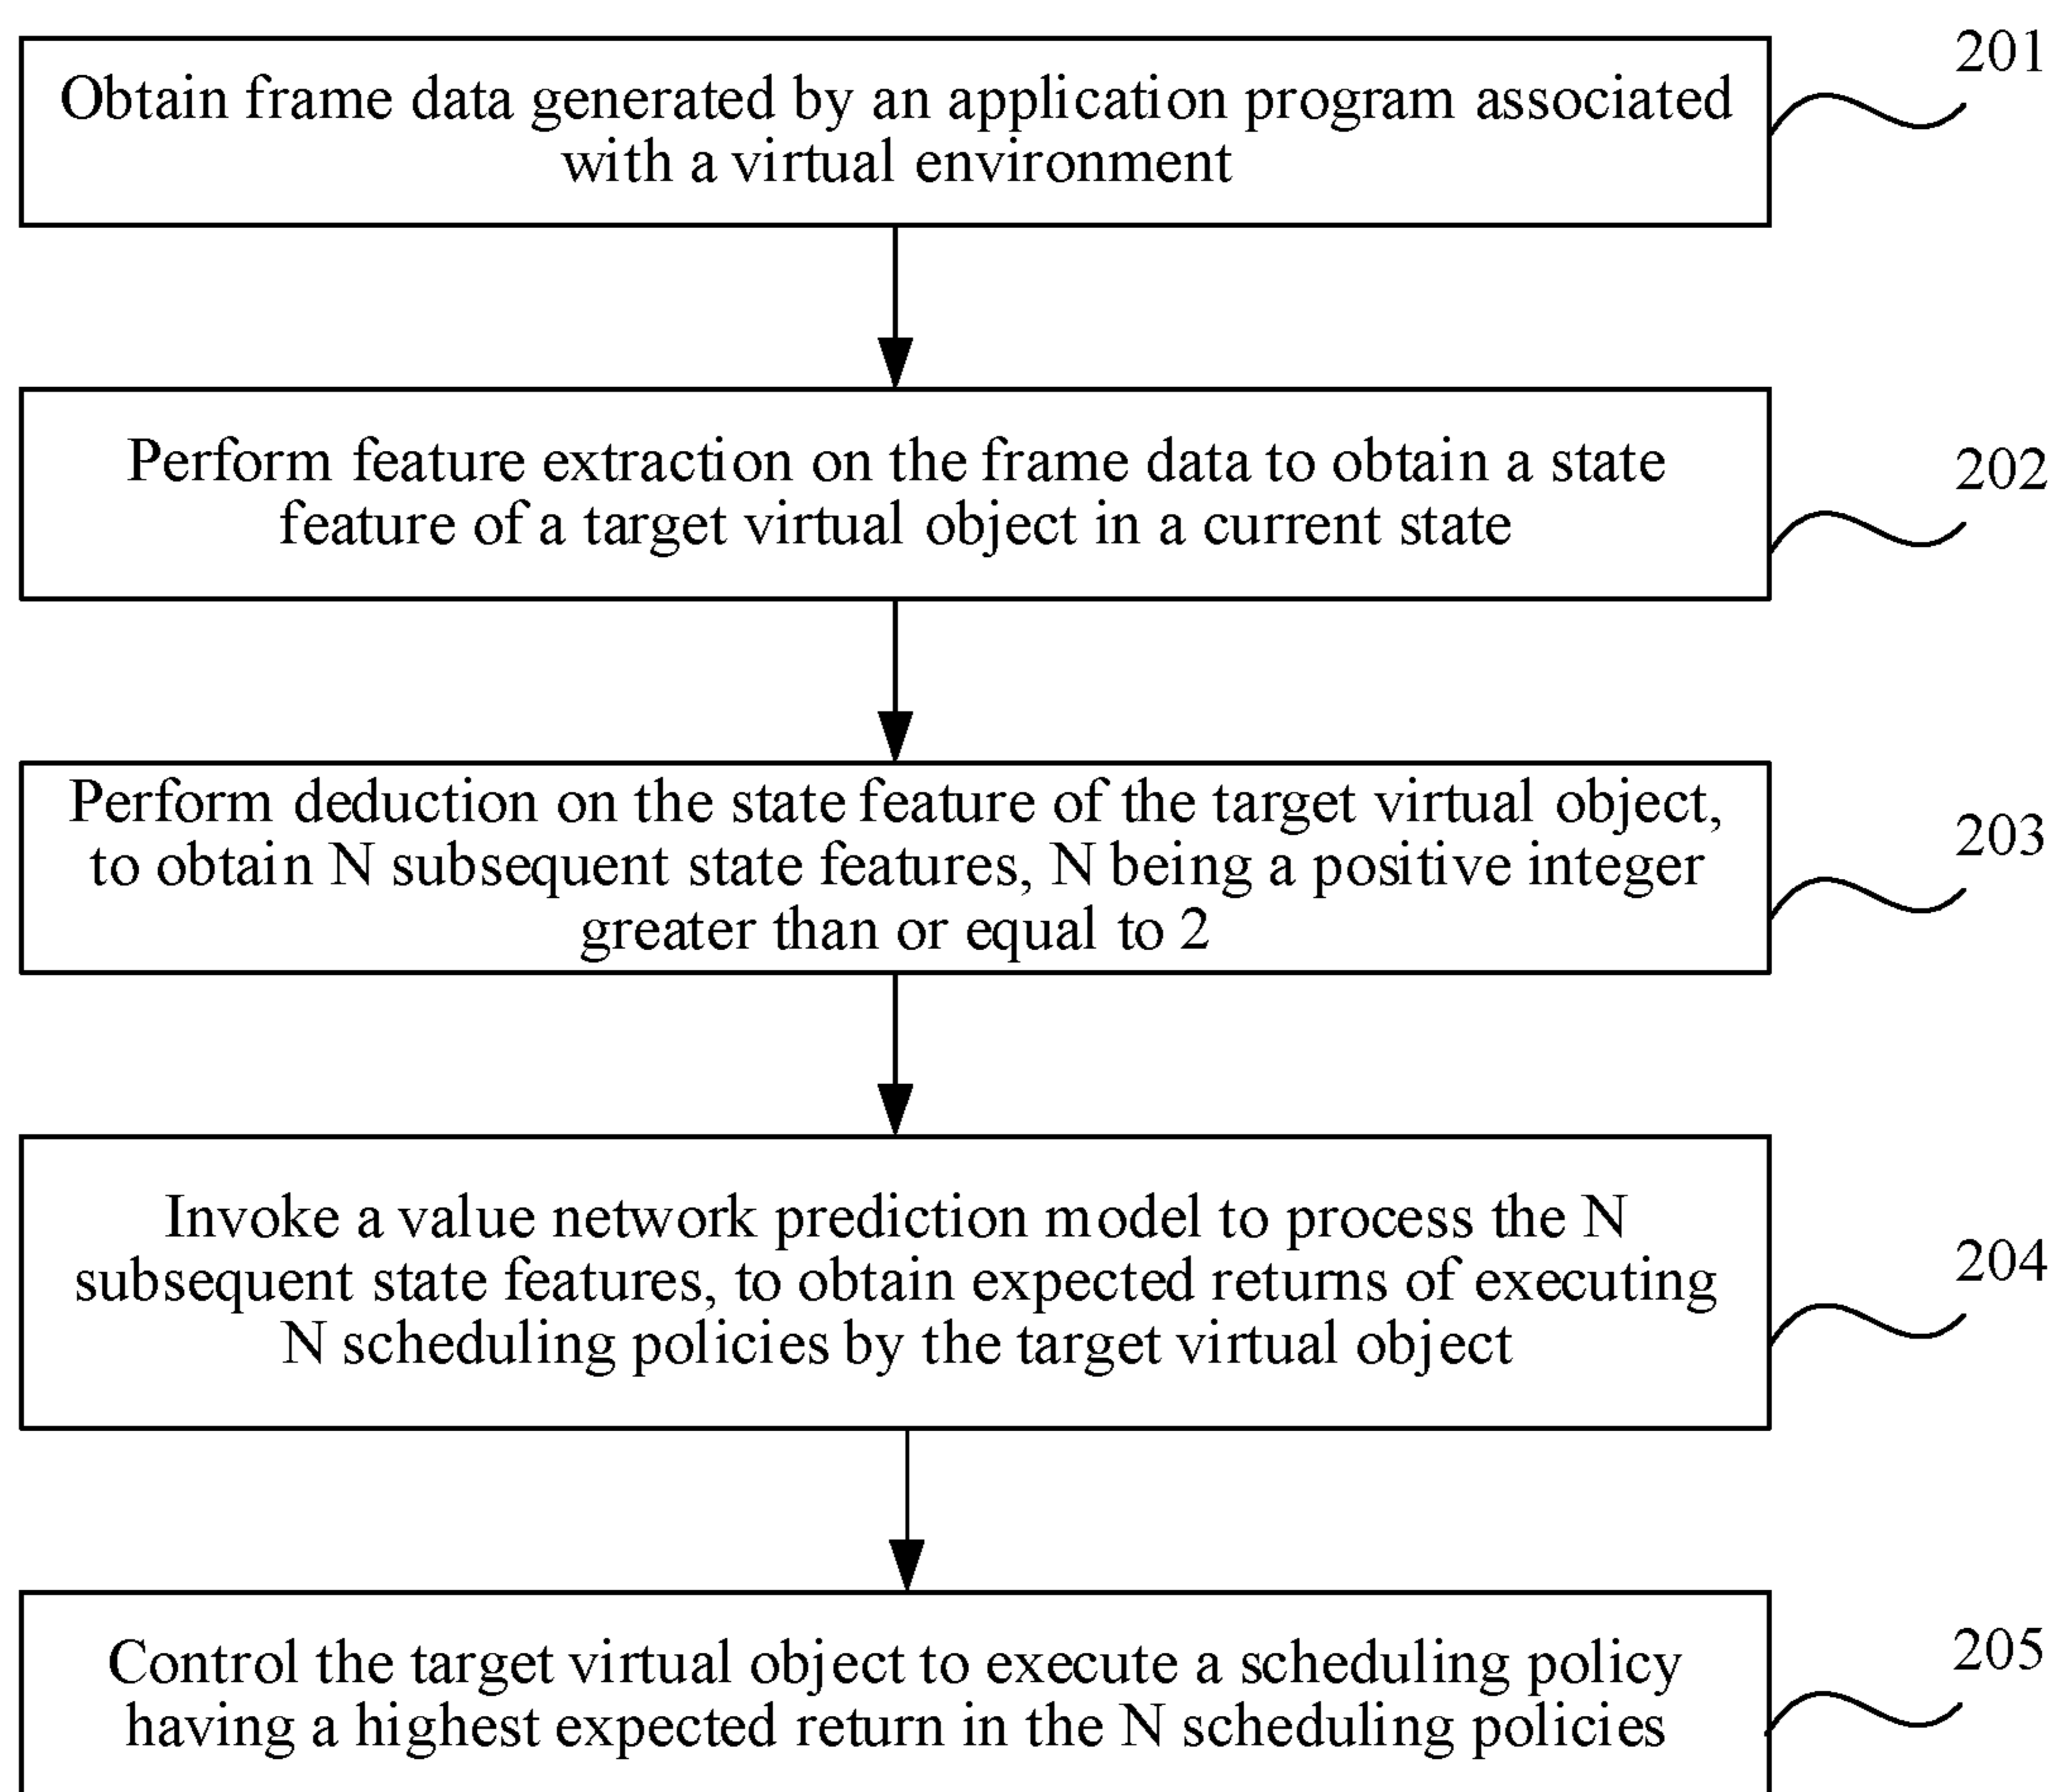 201
Obtain frame data generated by an application program associated
with a virtual environment
202
Perform feature extraction on the frame data to obtain a state
feature of a target virtual object in a current state
203
Perform deduction on the state feature of the target virtual object,
to obtain N subsequent state features, N being a positive integer
greater than or equal to 2
204
Invoke a value network prediction model to process the N
subsequent state features, to obtain expected returns of executing
N scheduling policies by the target virtual object
205
Control the target virtual object to execute a scheduling policy
having a highest expected return in the N scheduling policies